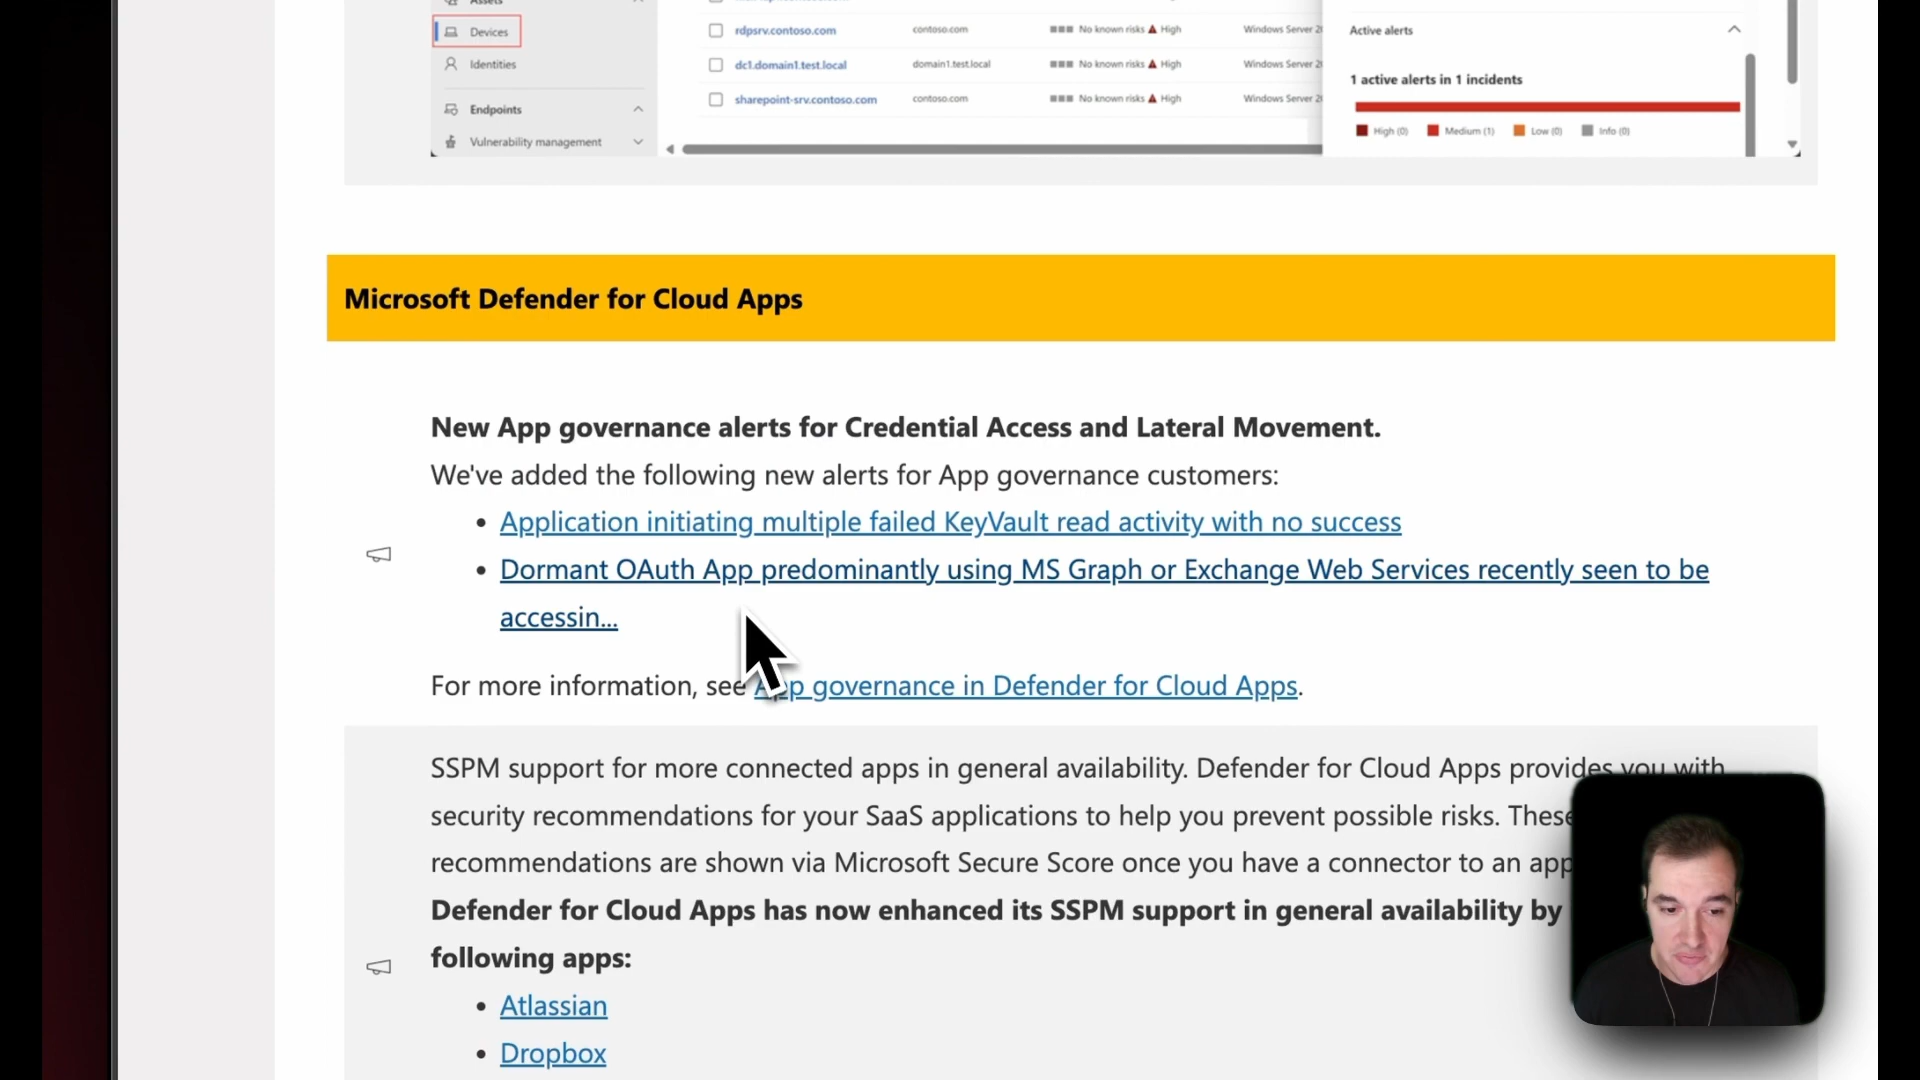 Assets
Devices
Identities
Endpoints
Vulnerability management
rdpsrv.contoso.com contoso.com No known risks High Windows Server
dc1.domain1.test.local domain1.test.local No known risks High Windows Server
sharepoint-srv.contoso.com contoso.com No known risks High Windows Server
Active alerts
1 active alerts in 1 incidents
High (0) Medium (1) Low (0) Info (0)
Microsoft Defender for Cloud Apps
New App governance alerts for Credential Access and Lateral Movement.
We've added the following new alerts for App governance customers:
• Application initiating multiple failed KeyVault read activity with no success
• Dormant OAuth App predominantly using MS Graph or Exchange Web Services recently seen to be
accessin...
For more information, see App governance in Defender for Cloud Apps.
SSPM support for more connected apps in general availability. Defender for Cloud Apps provides you with
security recommendations for your SaaS applications to help you prevent possible risks. These
recommendations are shown via Microsoft Secure Score once you have a connector to an app
Defender for Cloud Apps has now enhanced its SSPM support in general availability by
following apps:
• Atlassian
• Dropbox